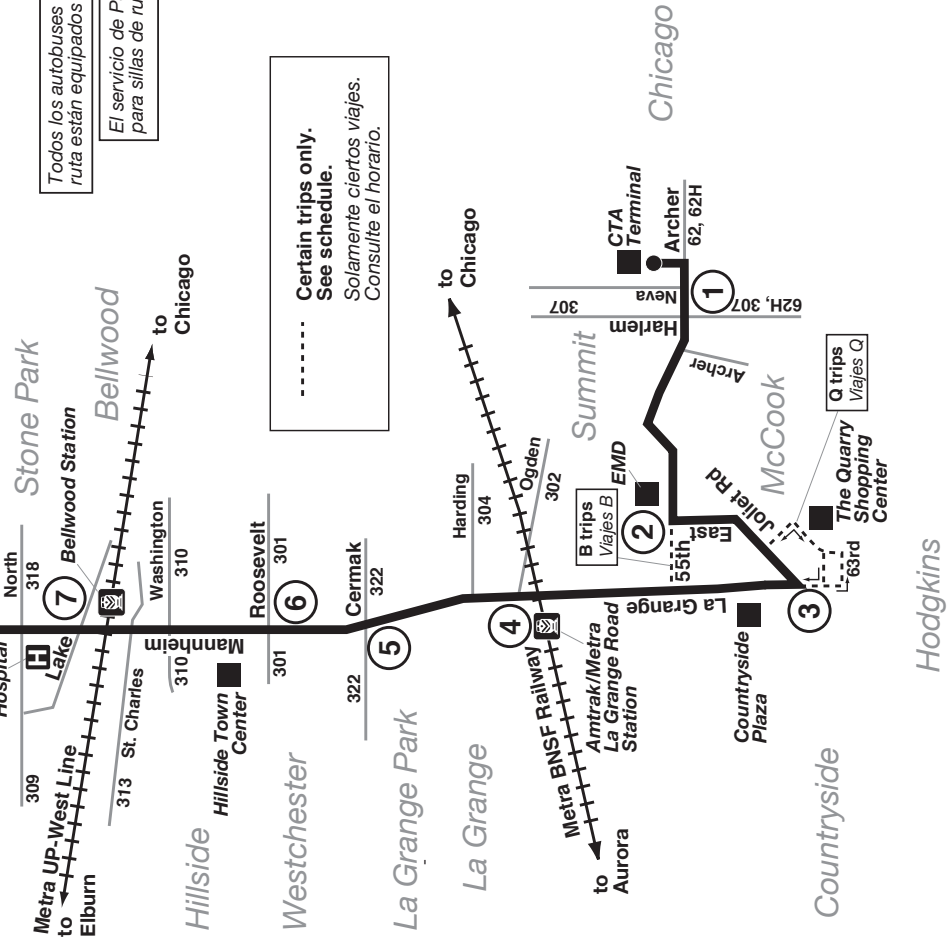 Todos los autobuses
ruta están equipados
El servicio de P
para sillas de ru
Certain trips only.
See schedule.
Solamente ciertos viajes.
Consulte el horario.
Stone Park
Bellwood
Chicago
North
318
309
Hospital
H
Lake
7
Bellwood Station
to
Chicago
Metra UP-West Line
to
Elburn
St. Charles
313
Washington
310
310
Mannheim
Hillside Town
Center
Hillside
Roosevelt
301
301
6
Westchester
Cermak
322
322
5
La Grange Park
Harding
304
Ogden
302
to
Chicago
4
Metra BNSF Railway
to
Aurora
Amtrak/Metra
La Grange Road
Station
La Grange
La Grange
B trips
Viajes B
55th
2
EMD
East
Joliet Rd
Summit
McCook
Archer
Harlem
307
Neva
62H, 307
1
CTA
Terminal
Archer
62, 62H
Q trips
Viajes Q
The Quarry
Shopping
Center
63rd
3
Countryside
Plaza
Countryside
Hodgkins